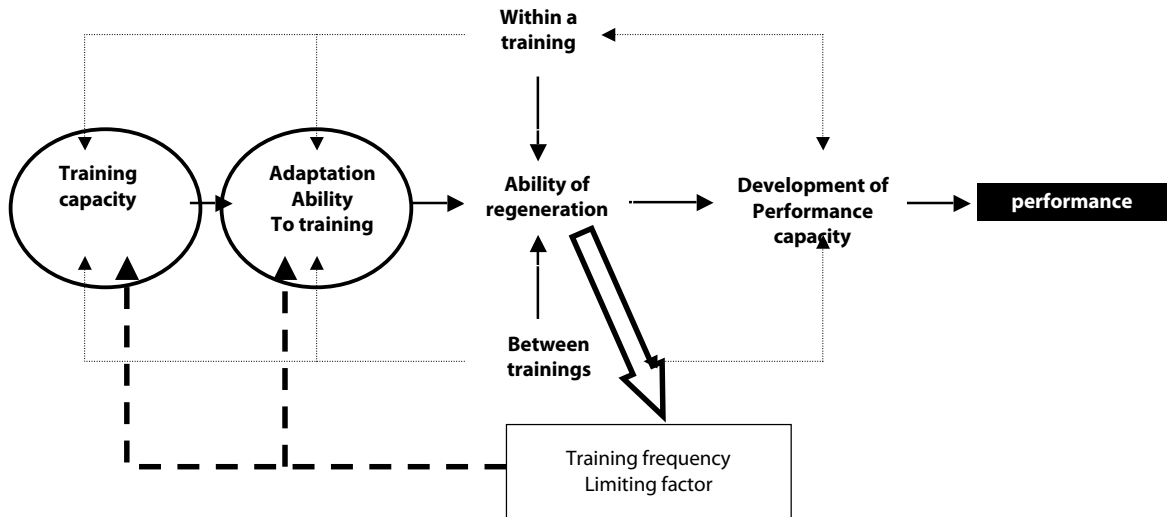 Within a
training
Training
capacity
Adaptation
Ability
To training
Ability of
regeneration
Development of
Performance
capacity
performance
Between
trainings
Training frequency
Limiting factor